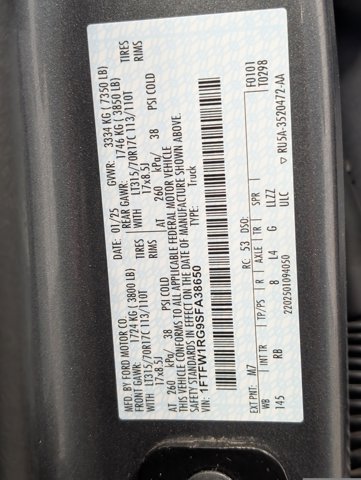 MFD. BY FORD MOTOR CO.
DATE: 01/25
GVWR: 3334 KG (7350 LB)
FRONT GAWR: 1724 KG (3800 LB)
REAR GAWR: 1746 KG (3850 LB)
LT315/70R17C 113/110T
LT315/70R17C 113/110T
TIRES
17x8.5J
17x8.5J
RIMS
AT 260 kPa/ 38 PSI COLD
AT 260 kPa/ 38 PSI COLD
THIS VEHICLE CONFORMS TO ALL APPLICABLE FEDERAL MOTOR VEHICLE
SAFETY STANDARDS IN EFFECT ON THE DATE OF MANUFACTURE SHOWN ABOVE.
VIN: 1FTFW1RG9SFA38650
TYPE: Truck
F0101
T0298
EXT PNT: M7
RC: 53 DSO:
WB INT TR TP/PS R AXLE TR SPR
145 RB 8 L4 G LLZZ
ULC
2202501094050
▽ RU5A-3520472-AA